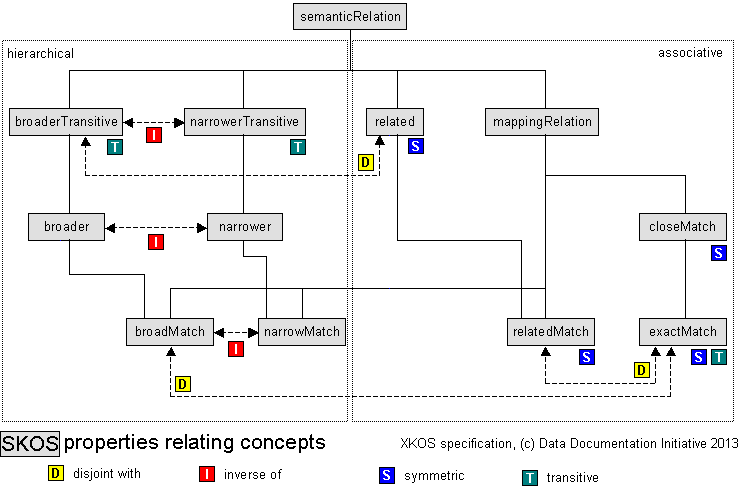 semanticRelation
hierarchical
associative
broaderTransitive
I
narrowerTransitive
related
mappingRelation
T
T
S
D
broader
I
narrower
closeMatch
S
broadMatch
I
narrowMatch
relatedMatch
S
exactMatch
S T
D
D
SKOS properties relating concepts
XKOS specification, (c) Data Documentation Initiative 2013
D disjoint with
I inverse of
S symmetric
T transitive